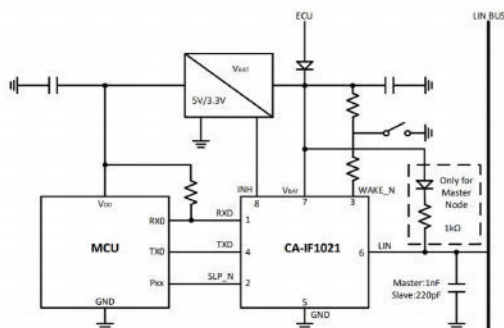 ECU
LIN BUS
VBAT
5V/3.3V
INH
VBAT
WAKE_N
8
7
3
Only for
Master
Node
1kΩ
VDD
RX0
RXD
1
MCU
CA-IF1021
TX0
TXD
4
6
LIN
Pxx
SLP_N
2
Master:1nF
Slave:220pF
GND
5
GND